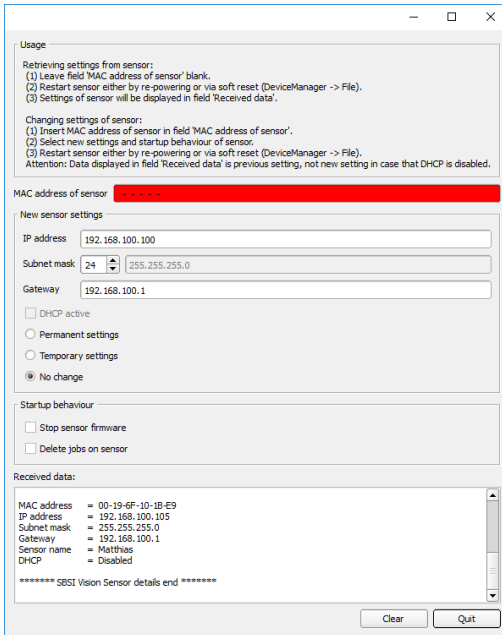 Usage
Retrieving settings from sensor:
(1) Leave field 'MAC address of sensor' blank.
(2) Restart sensor either by re-powering or via soft reset (DeviceManager -> File).
(3) Settings of sensor will be displayed in field 'Received data'.
Changing settings of sensor:
(1) Insert MAC address of sensor in field 'MAC address of sensor'.
(2) Select new settings and startup behaviour of sensor.
(3) Restart sensor either by re-powering or via soft reset (DeviceManager -> File).
Attention: Data displayed in field 'Received data' is previous setting, not new setting in case that DHCP is disabled.
MAC address of sensor - - - - -
New sensor settings
IP address 192.168.100.100
Subnet mask 24 255.255.255.0
Gateway 192.168.100.1
DHCP active
Permanent settings
Temporary settings
No change
Startup behaviour
Stop sensor firmware
Delete jobs on sensor
Received data:
MAC address = 00-19-6F-10-1B-E9
IP address = 192.168.100.105
Subnet mask = 255.255.255.0
Gateway = 192.168.100.1
Sensor name = Matthias
DHCP = Disabled
******* SBSI Vision Sensor details end *******
Clear Quit